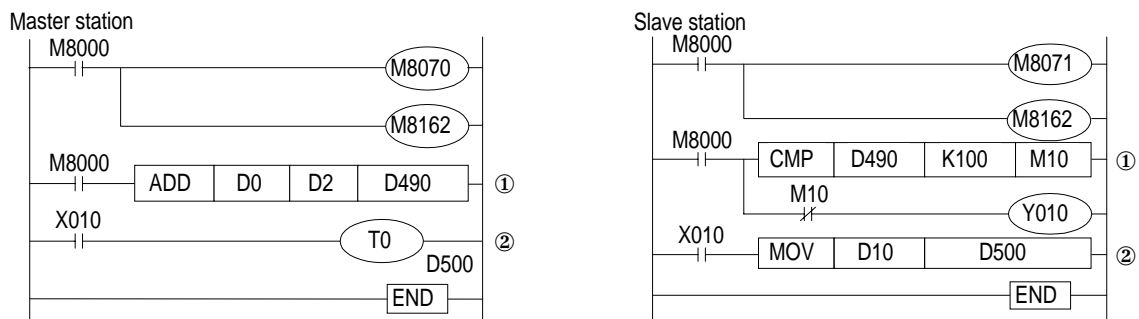 Master station
M8000
M8070
M8162
M8000
ADD D0 D2 D490 ①
X010
T0 ②
D500
END
Slave station
M8000
M8071
M8162
M8000
CMP D490 K100 M10 ①
M10
Y010
X010
MOV D10 D500 ②
END